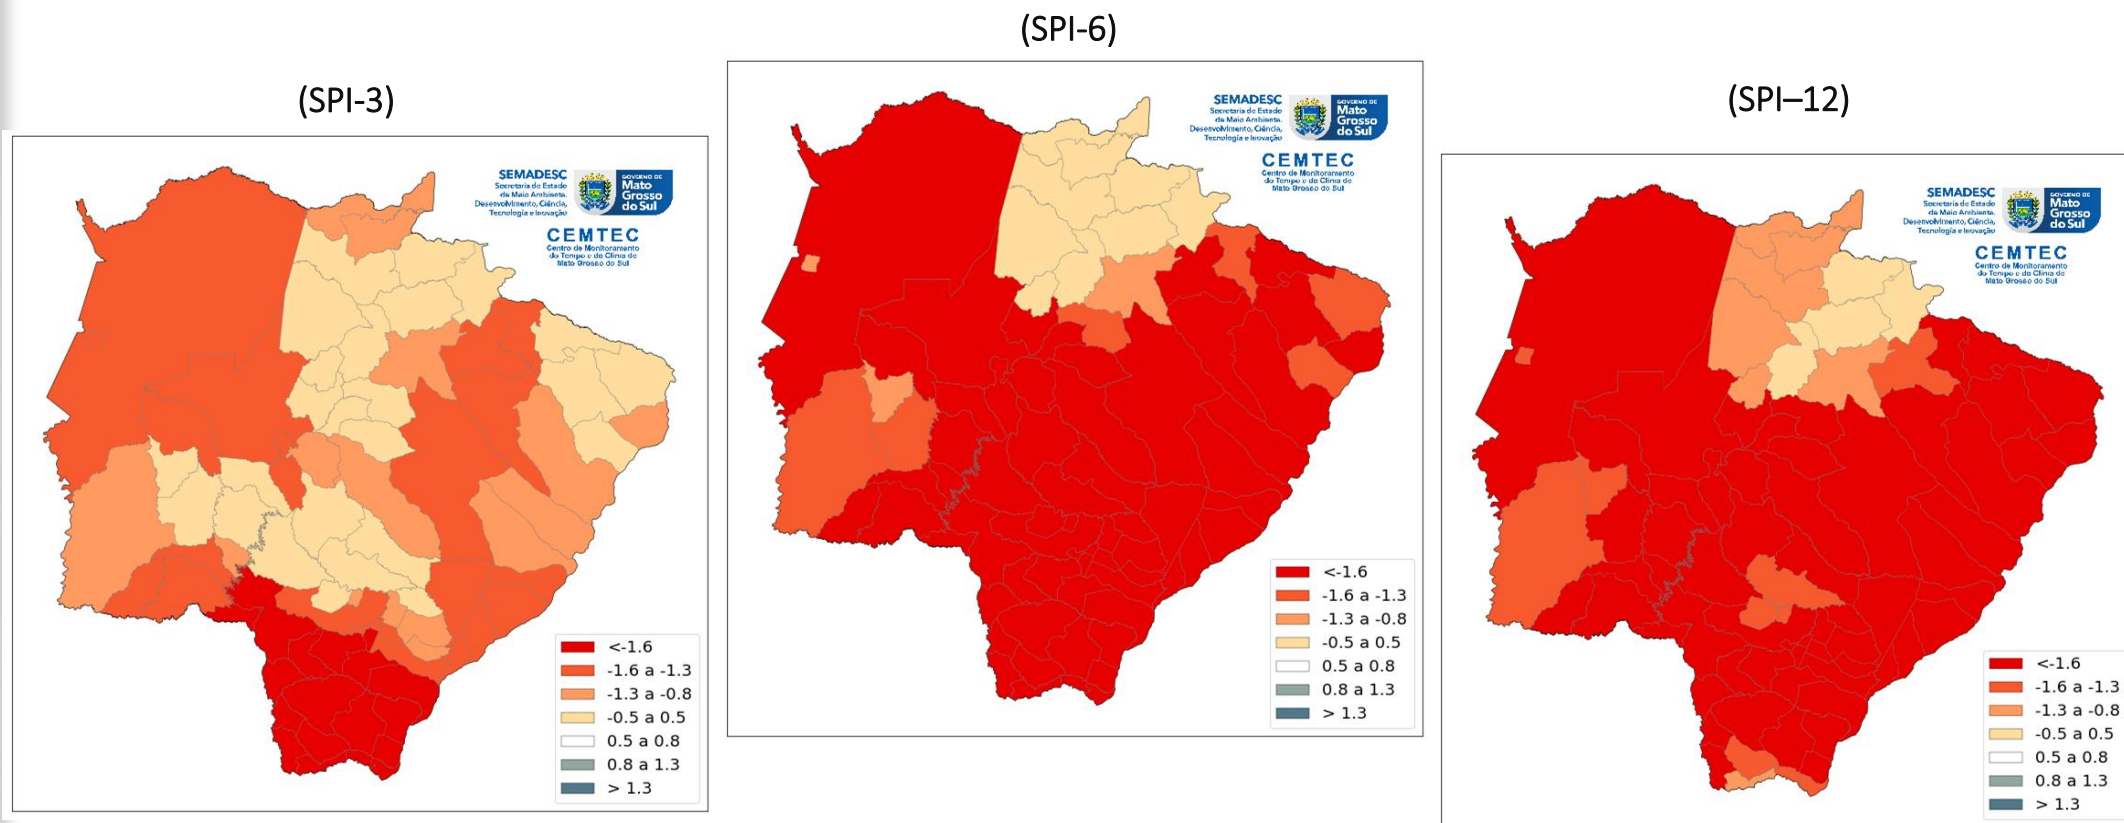 (SPI-3)
SEMADESC
Secretaria de Estado
de Meio Ambiente,
Desenvolvimento, Ciência,
Tecnologia e Inovação
GOVERNO DE
Mato
Grosso
do Sul
CEMTEC
Centro de Monitoramento
do Tempo e do Clima de
Mato Grosso do Sul
<-1.6
-1.6 a -1.3
-1.3 a -0.8
-0.5 a 0.5
0.5 a 0.8
0.8 a 1.3
> 1.3
(SPI-6)
SEMADESC
Secretaria de Estado
de Meio Ambiente,
Desenvolvimento, Ciência,
Tecnologia e Inovação
GOVERNO DE
Mato
Grosso
do Sul
CEMTEC
Centro de Monitoramento
do Tempo e do Clima de
Mato Grosso do Sul
<-1.6
-1.6 a -1.3
-1.3 a -0.8
-0.5 a 0.5
0.5 a 0.8
0.8 a 1.3
> 1.3
(SPI–12)
SEMADESC
Secretaria de Estado
de Meio Ambiente,
Desenvolvimento, Ciência,
Tecnologia e Inovação
GOVERNO DE
Mato
Grosso
do Sul
CEMTEC
Centro de Monitoramento
do Tempo e do Clima de
Mato Grosso do Sul
<-1.6
-1.6 a -1.3
-1.3 a -0.8
-0.5 a 0.5
0.5 a 0.8
0.8 a 1.3
> 1.3